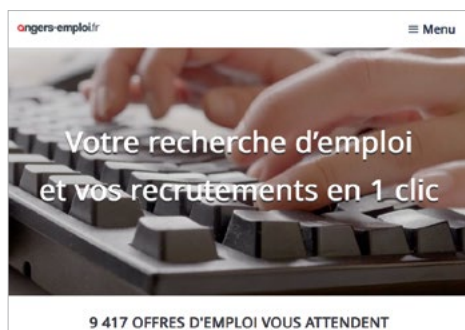 angers-emploi.fr
≡ Menu
Votre recherche d’emploi
et vos recrutements en 1 clic
9 417 OFFRES D'EMPLOI VOUS ATTENDENT